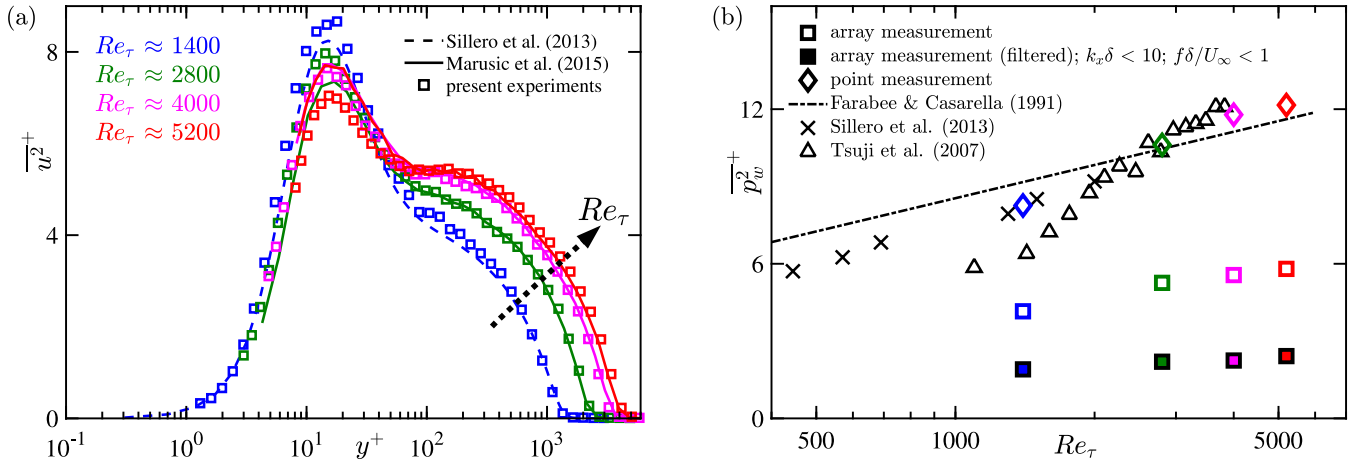 (a)
Re_τ ≈ 1400
Re_τ ≈ 2800
Re_τ ≈ 4000
Re_τ ≈ 5200
Sillero et al. (2013)
Marusic et al. (2015)
present experiments
Re_τ
8
4
0
\overline{u^2}^+
10^{-1} 10^0 10^1 y^+ 10^2 10^3
(b)
array measurement
array measurement (filtered); k_xδ < 10; fδ/U_∞ < 1
point measurement
Farabee & Casarella (1991)
Sillero et al. (2013)
Tsuji et al. (2007)
12
6
0
\overline{p_w^2}^+
500 1000 Re_τ 5000